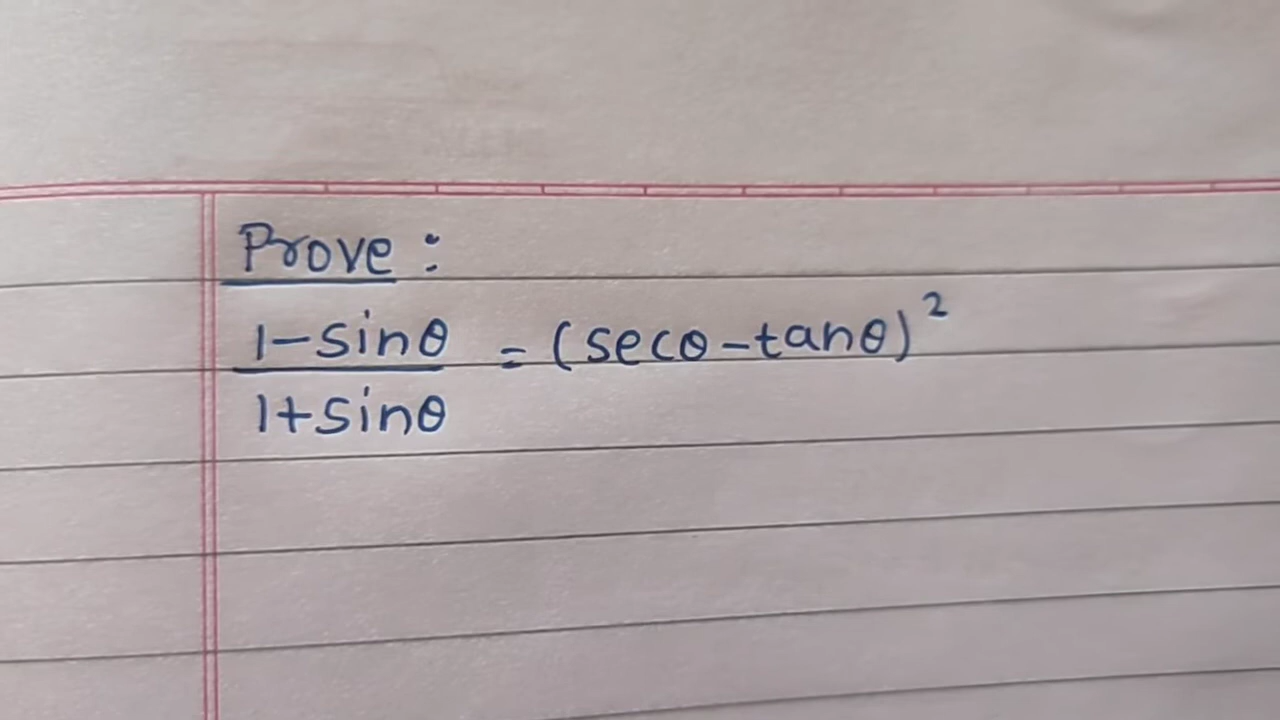 Prove :
1-sinθ/1+sinθ = (secθ-tanθ)²